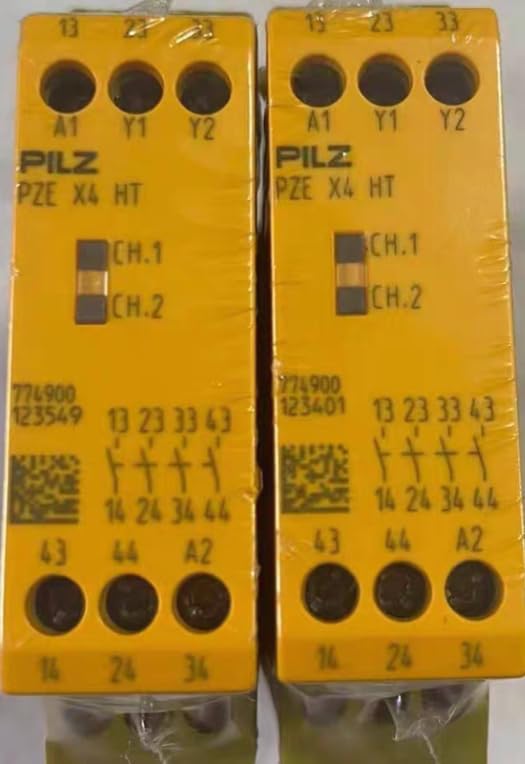 13 23 33
A1 Y1 Y2
PILZ
PZE X4 HT
CH.1
CH.2
774900
123549
13 23 33 43
14 24 34 44
43 44 A2
14 24 34
13 23 33
A1 Y1 Y2
PILZ
PZE X4 HT
CH.1
CH.2
774900
123401
13 23 33 43
14 24 34 44
43 44 A2
14 24 34